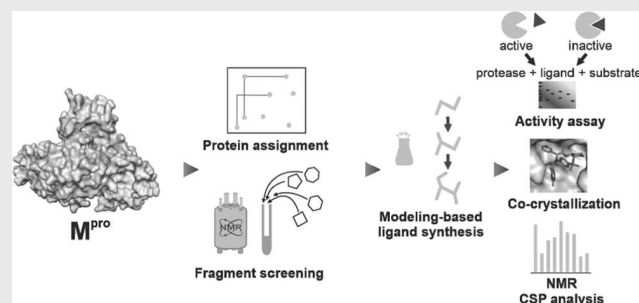 M^pro
Protein assignment
NMR
Fragment screening
Modeling-based
ligand synthesis
active inactive
protease + ligand + substrate
Activity assay
Co-crystallization
NMR
CSP analysis